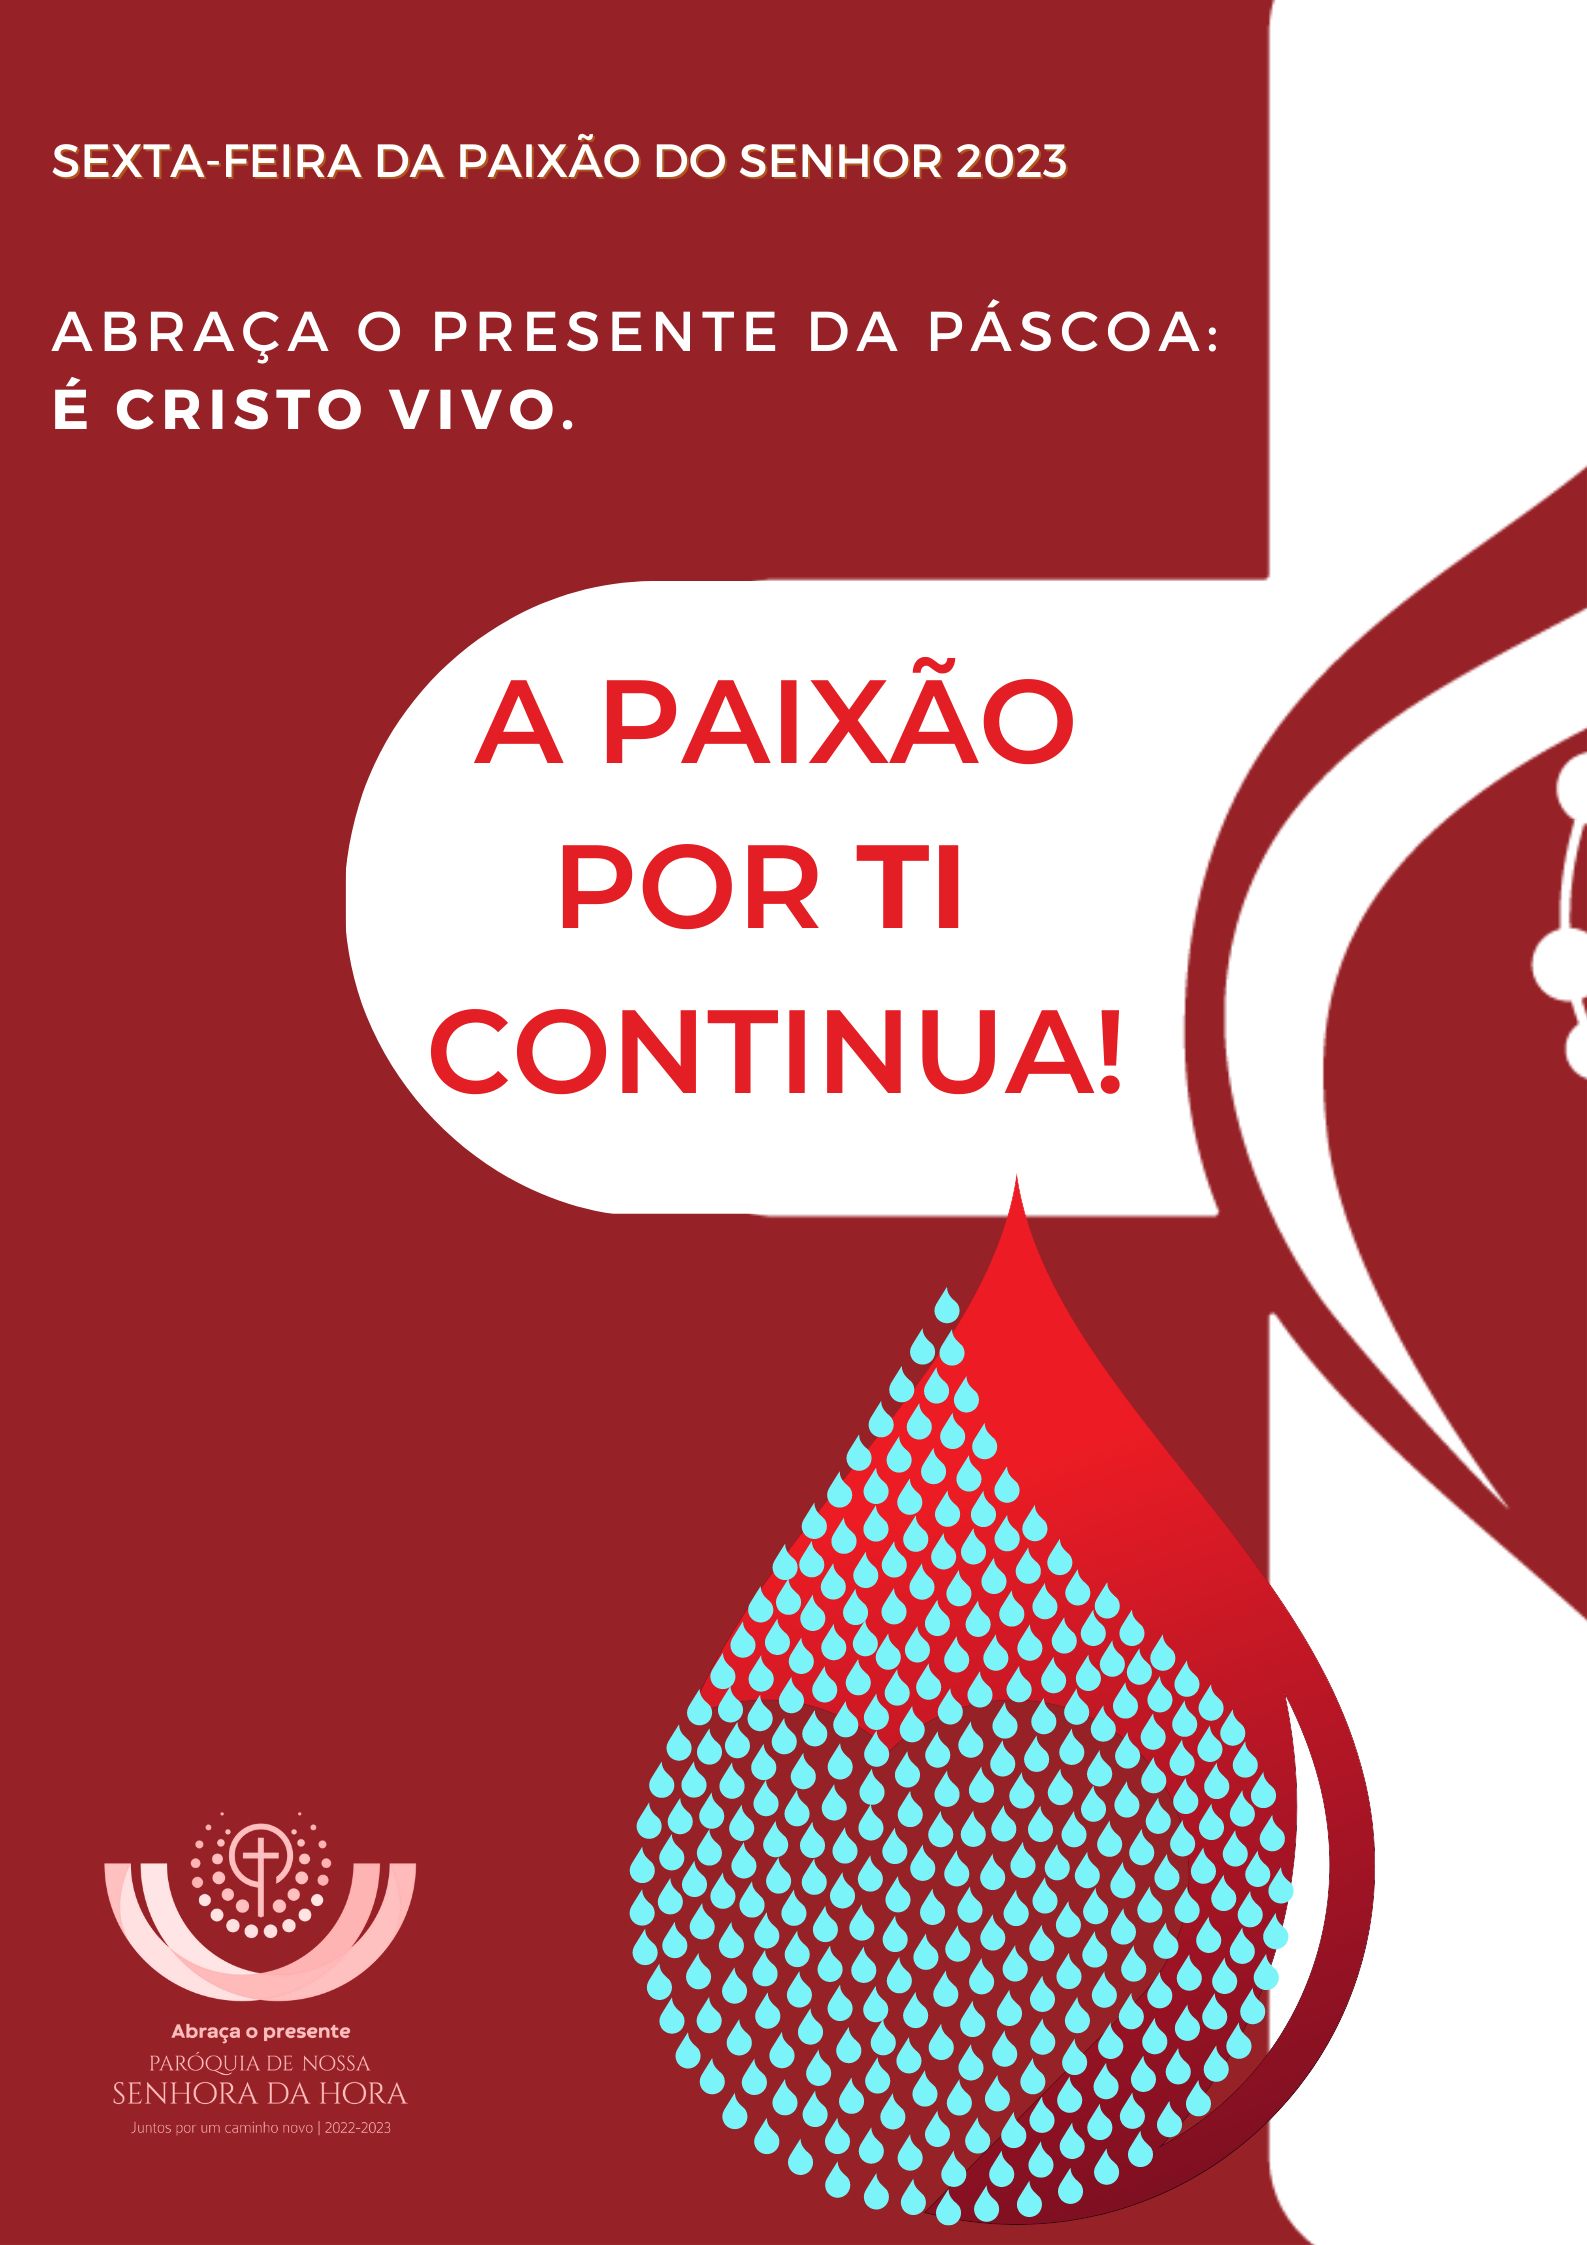 SEXTA-FEIRA DA PAIXÃO DO SENHOR 2023
ABRAÇA O PRESENTE DA PÁSCOA:
É CRISTO VIVO.
A PAIXÃO
POR TI
CONTINUA!
Abraça o presente
PARÓQUIA DE NOSSA
SENHORA DA HORA
Juntos por um caminho novo | 2022-2023